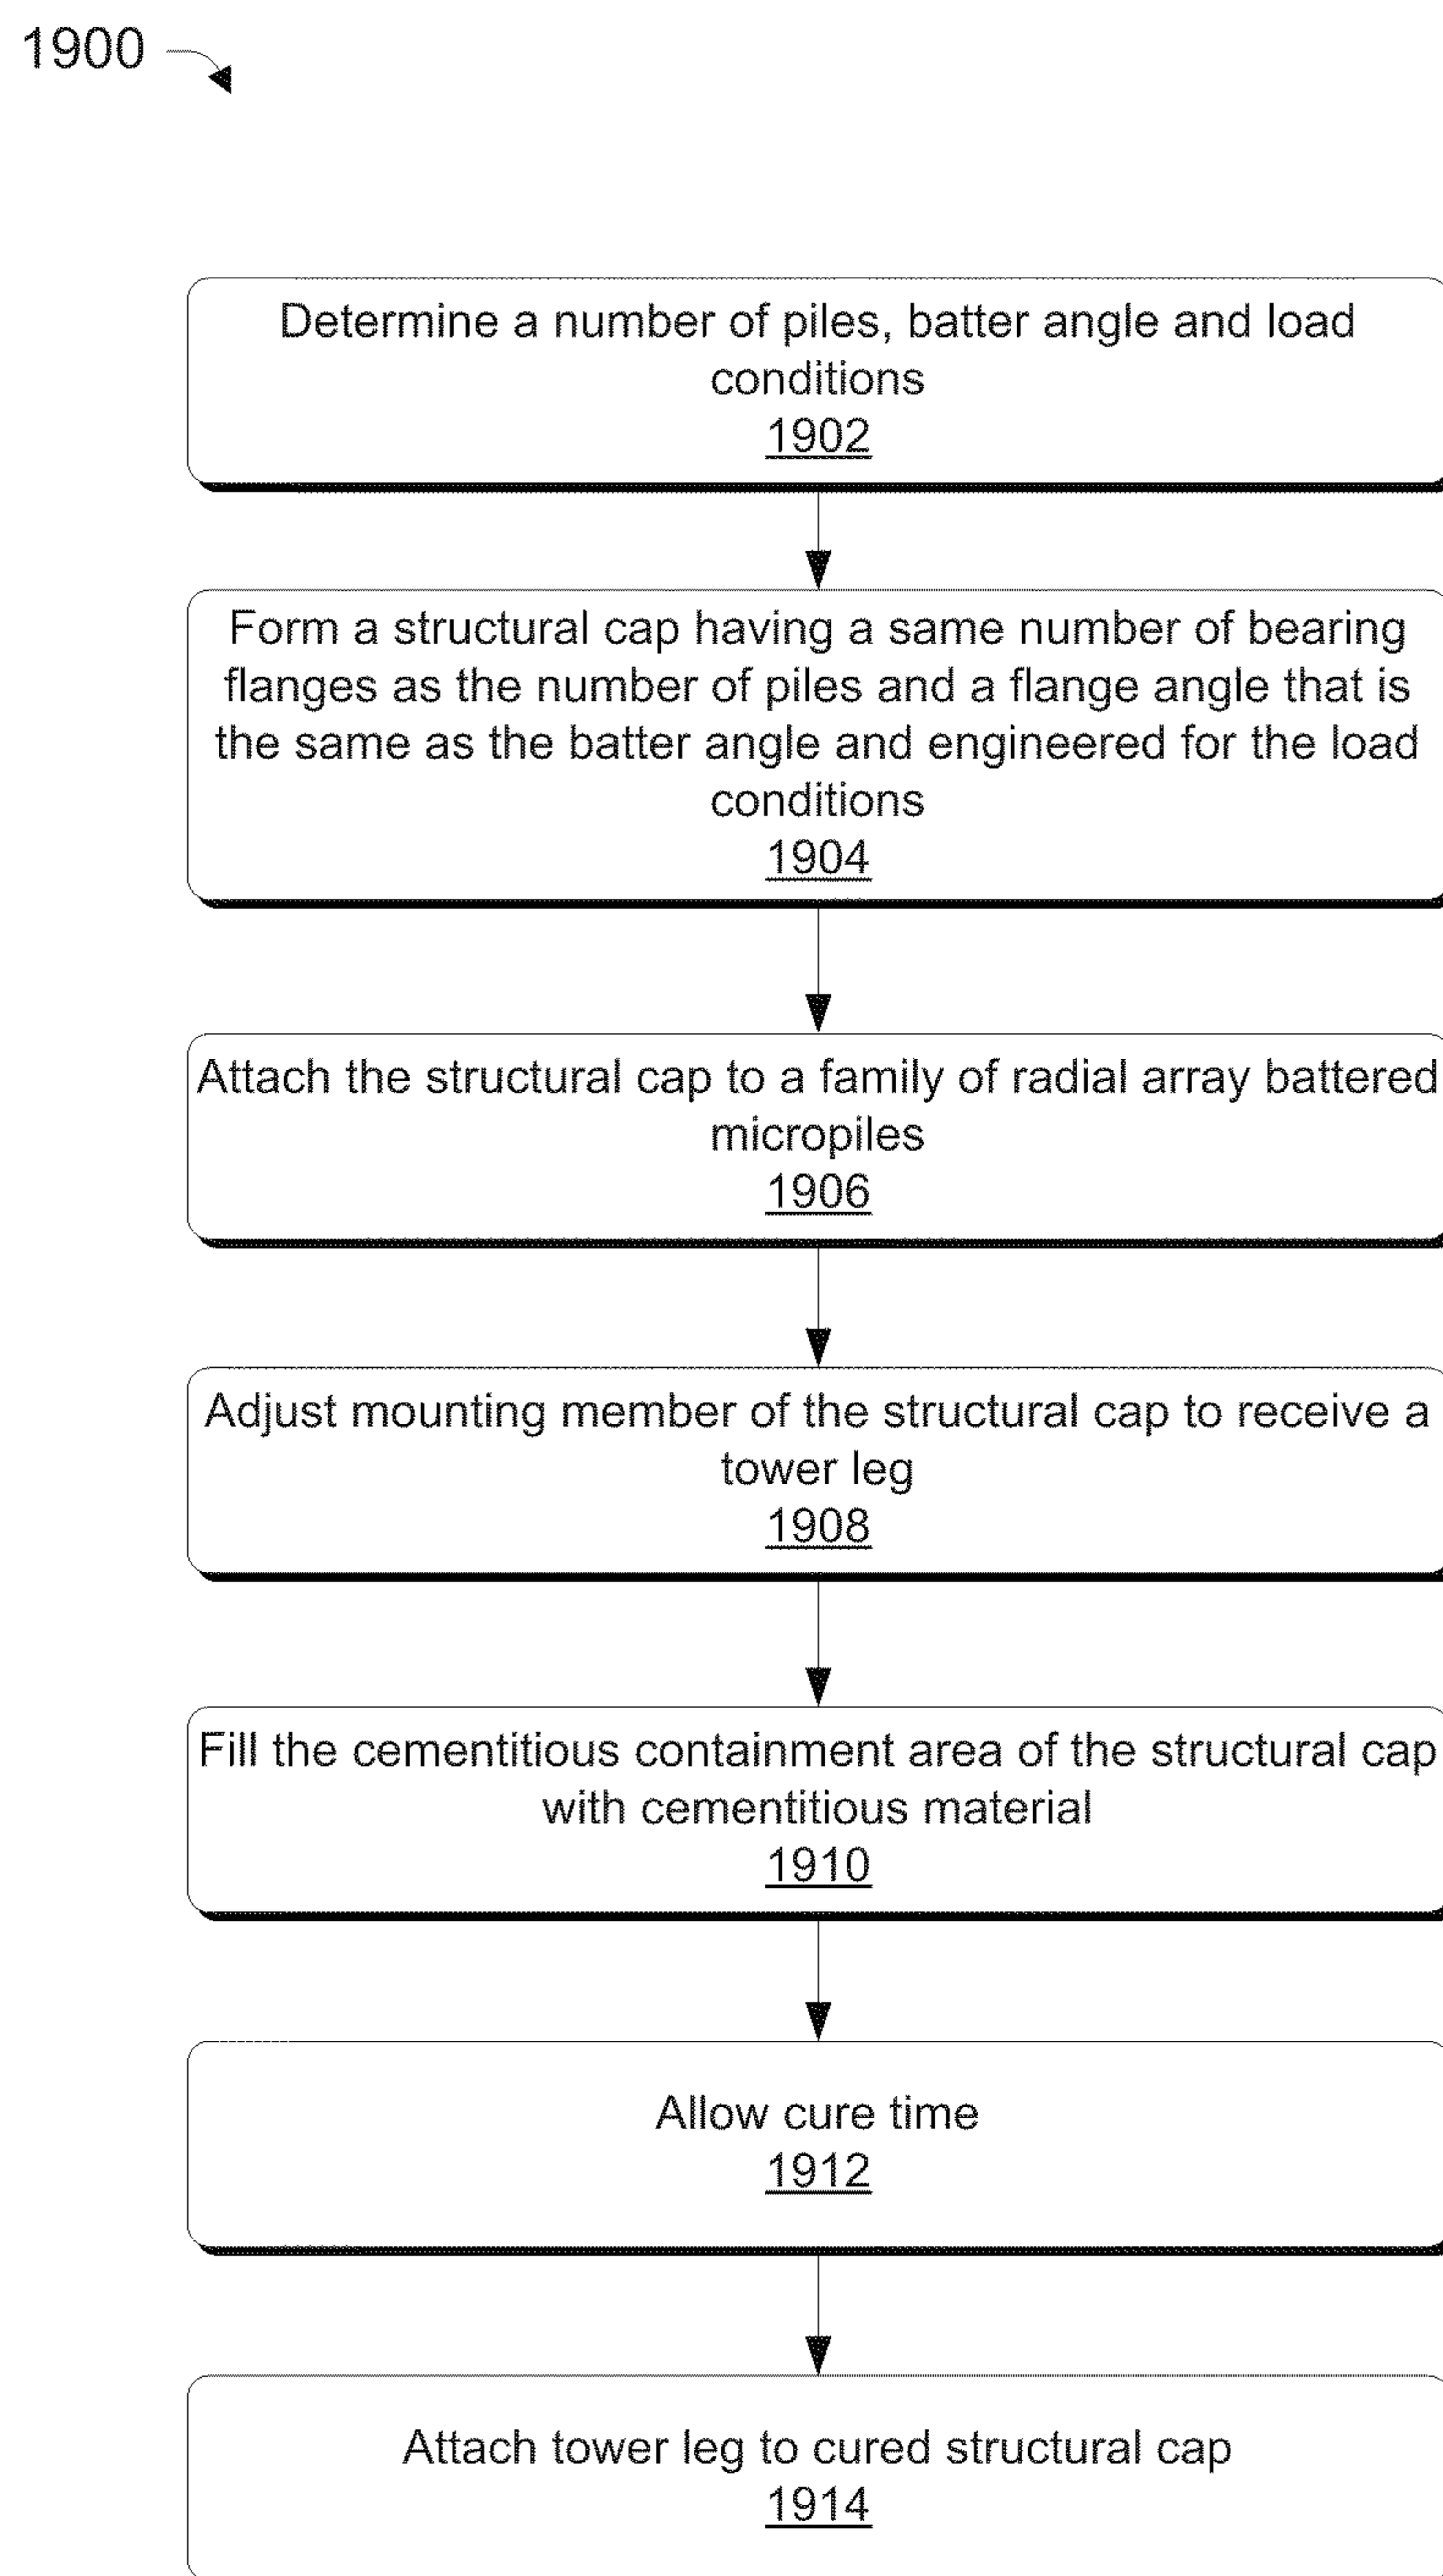 1900
Determine a number of piles, batter angle and load
conditions
1902
Form a structural cap having a same number of bearing
flanges as the number of piles and a flange angle that is
the same as the batter angle and engineered for the load
conditions
1904
Attach the structural cap to a family of radial array battered
micropiles
1906
Adjust mounting member of the structural cap to receive a
tower leg
1908
Fill the cementitious containment area of the structural cap
with cementitious material
1910
Allow cure time
1912
Attach tower leg to cured structural cap
1914